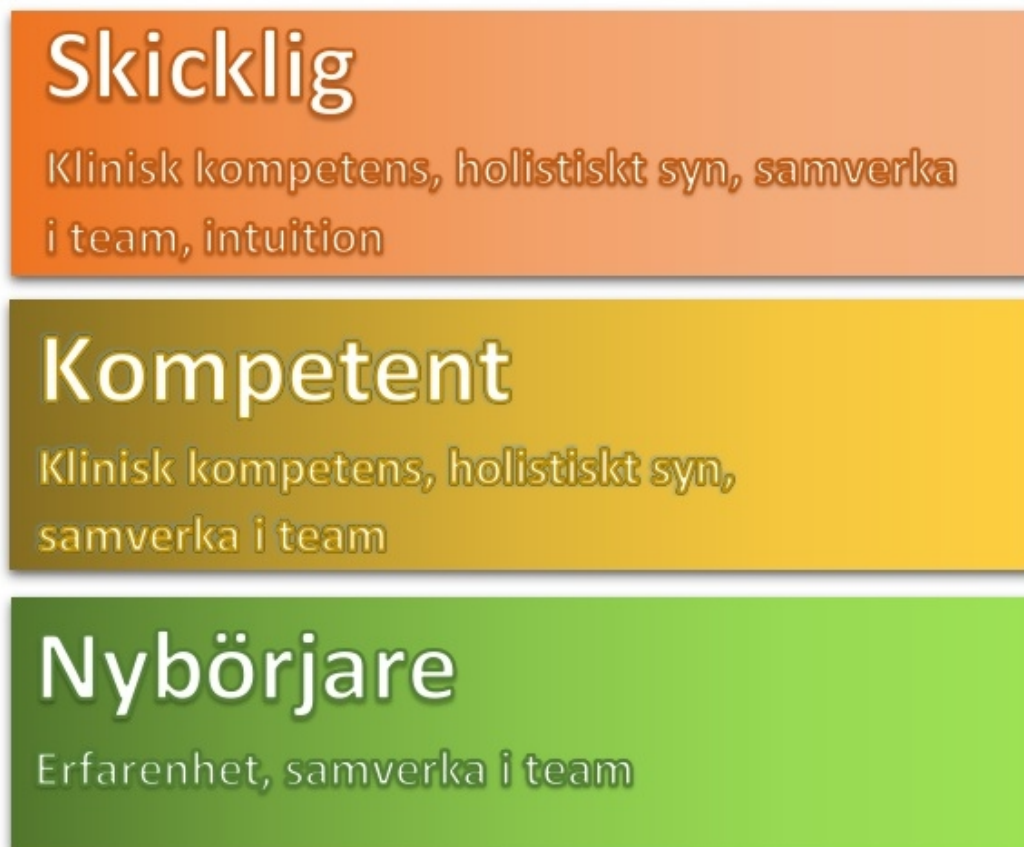 Skicklig
Klinisk kompetens, holistiskt syn, samverka
i team, intuition
Kompetent
Klinisk kompetens, holistiskt syn,
samverka i team
Nybörjare
Erfarenhet, samverka i team